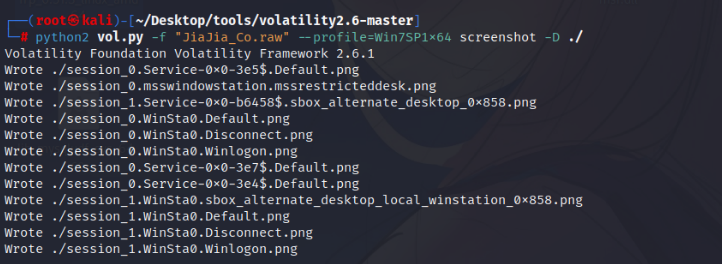 ┌──(root㉿kali)-[~/Desktop/tools/volatility2.6-master]
└─# python2 vol.py -f "JiaJia_Co.raw" --profile=Win7SP1×64 screenshot -D ./
Volatility Foundation Volatility Framework 2.6.1
Wrote ./session_0.Service-0×0-3e5$.Default.png
Wrote ./session_0.msswindowstation.mssrestricteddesk.png
Wrote ./session_1.Service-0×0-b6458$.sbox_alternate_desktop_0×858.png
Wrote ./session_0.WinSta0.Default.png
Wrote ./session_0.WinSta0.Disconnect.png
Wrote ./session_0.WinSta0.Winlogon.png
Wrote ./session_0.Service-0×0-3e7$.Default.png
Wrote ./session_0.Service-0×0-3e4$.Default.png
Wrote ./session_1.WinSta0.sbox_alternate_desktop_local_winstation_0×858.png
Wrote ./session_1.WinSta0.Default.png
Wrote ./session_1.WinSta0.Disconnect.png
Wrote ./session_1.WinSta0.Winlogon.png